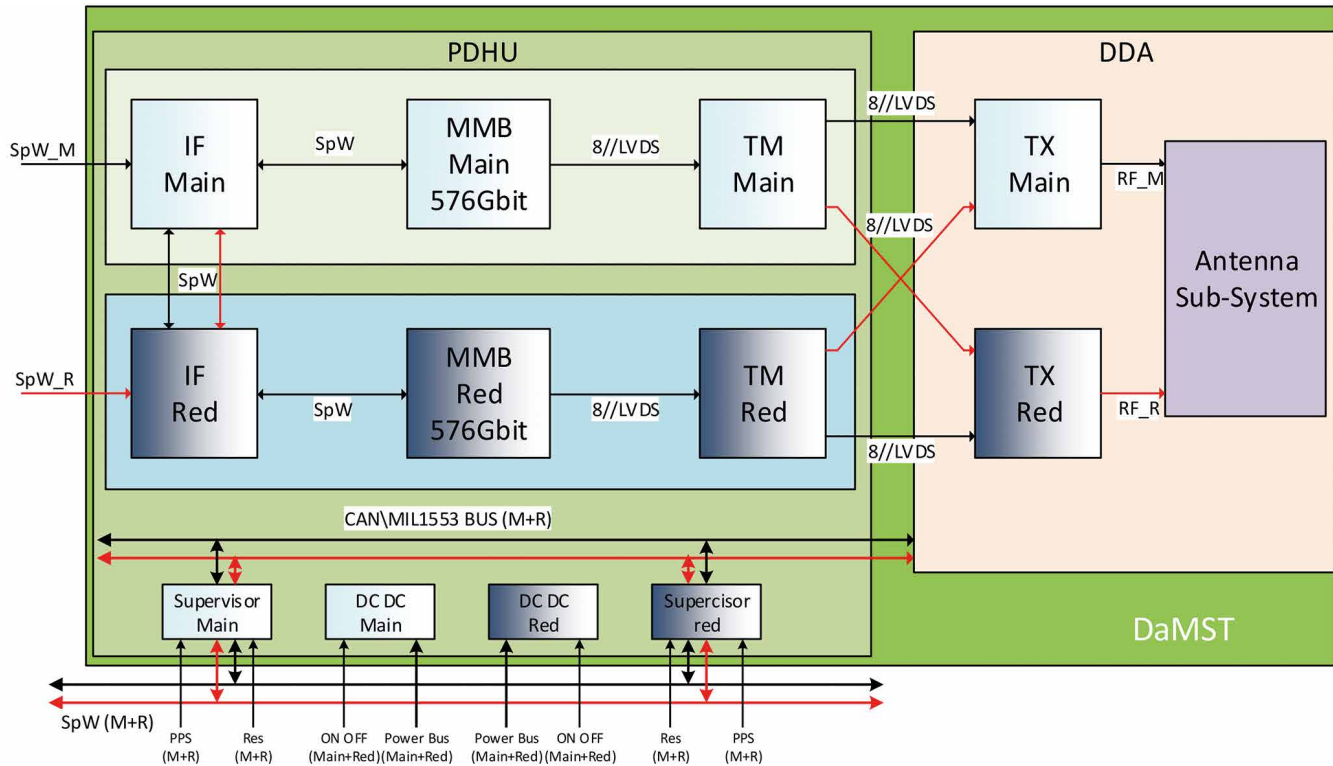 PDHU
DDA
IF
Main
MMB
Main
576Gbit
TM
Main
TX
Main
SpW_M
SpW
8//LVDS
8//LVDS
RF_M
SpW
8//LVDS
Antenna
Sub-System
IF
Red
MMB
Red
576Gbit
TM
Red
TX
Red
SpW_R
SpW
8//LVDS
8//LVDS
RF_R
CAN\MIL1553 BUS (M+R)
Supervisor
Main
DC DC
Main
DC DC
Red
Supercisor
red
DaMST
SpW (M+R)
PPS
(M+R)
Res
(M+R)
ON OFF
(Main+Red)
Power Bus
(Main+Red)
Power Bus
(Main+Red)
ON OFF
(Main+Red)
Res
(M+R)
PPS
(M+R)